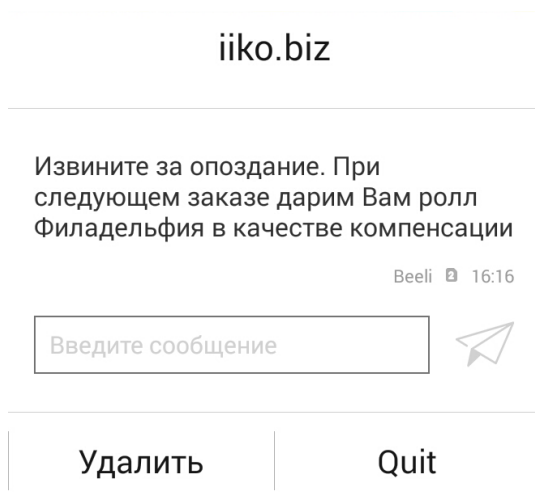 iiko.biz
Извините за опоздание. При
следующем заказе дарим Вам ролл
Филадельфия в качестве компенсации
Beeli 2 16:16
Введите сообщение
Удалить Quit